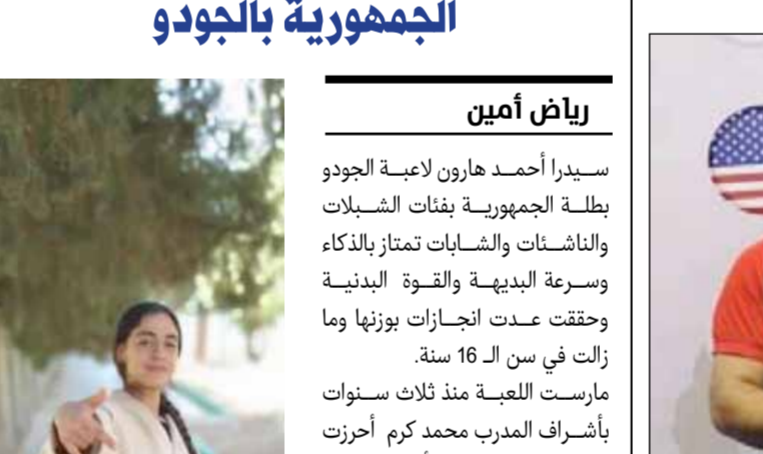 الجمهورية بالجودو
رياض أمين
سيدرا أحمد هارون لاعبة الجودو
بطلة الجمهورية بفئات الشبلات
والناشئات والشابات تمتاز بالذكاء
وسرعة البديهة والقوة البدنية
وحققت عدت انجازات بوزنها وما
زالت في سن الـ 16 سنة.
مارست اللعبة منذ ثلاث سنوات
بأشراف المدرب محمد كرم أحرزت